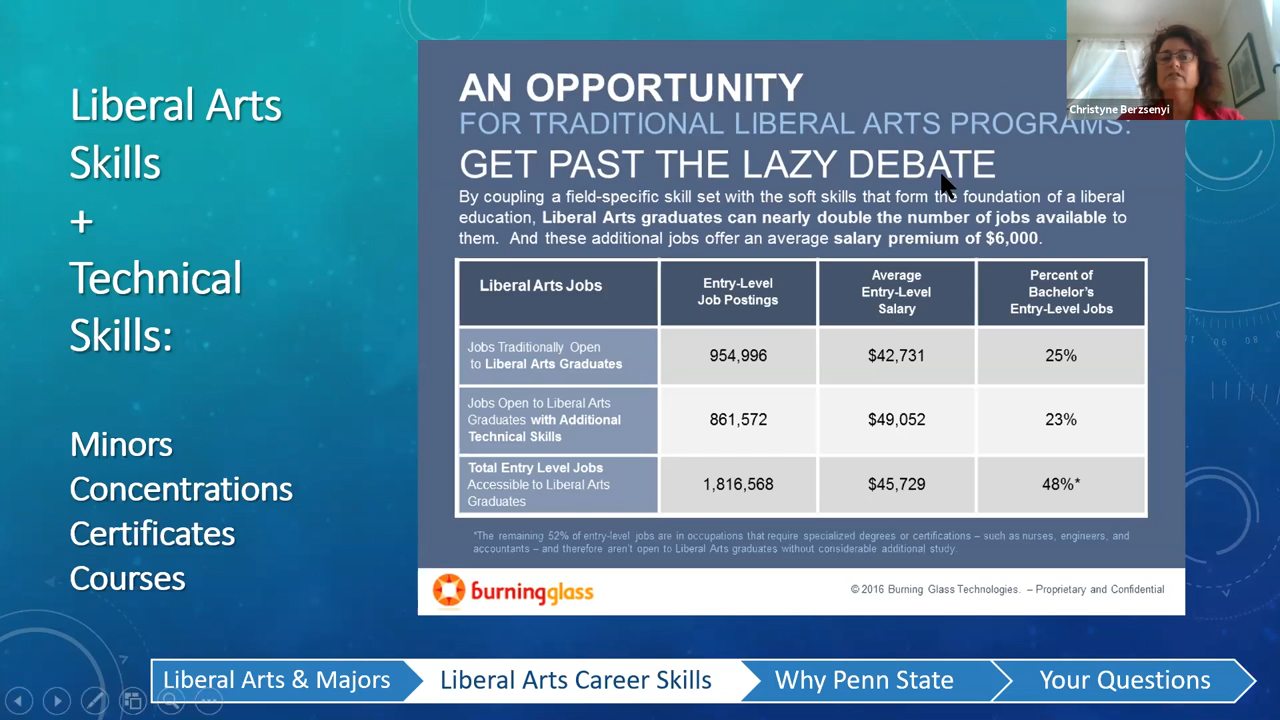 Liberal Arts
Skills
+
Technical
Skills:
Minors
Concentrations
Certificates
Courses
AN OPPORTUNITY
FOR TRADITIONAL LIBERAL ARTS PROGRAMS:
GET PAST THE LAZY DEBATE
By coupling a field-specific skill set with the soft skills that form the foundation of a liberal
education, Liberal Arts graduates can nearly double the number of jobs available to
them. And these additional jobs offer an average salary premium of $6,000.
Liberal Arts Jobs
Entry-Level
Job Postings
Average
Entry-Level
Salary
Percent of
Bachelor's
Entry-Level Jobs
Jobs Traditionally Open
to Liberal Arts Graduates
954,996
$42,731
25%
Jobs Open to Liberal Arts
Graduates with Additional
Technical Skills
861,572
$49,052
23%
Total Entry Level Jobs
Accessible to Liberal Arts
Graduates
1,816,568
$45,729
48%*
*The remaining 52% of entry-level jobs are in occupations that require specialized degrees or certifications – such as nurses, engineers, and
accountants – and therefore aren't open to Liberal Arts graduates without considerable additional study.
burningglass
© 2016 Burning Glass Technologies. – Proprietary and Confidential
Christyne Berzsenyi
Liberal Arts & Majors
Liberal Arts Career Skills
Why Penn State
Your Questions